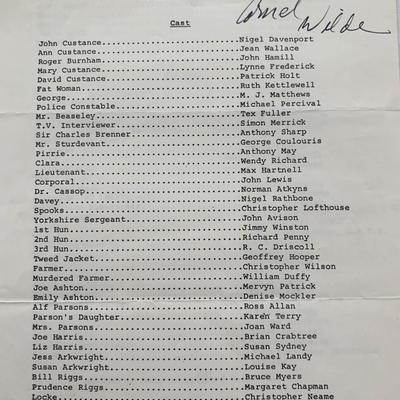 Cornel Wilde
Cast
John Custance..........................Nigel Davenport
Ann Custance...........................Jean Wallace
Roger Burnham..........................John Hamill
Mary Custance..........................Lynne Frederick
David Custance.........................Patrick Holt
Fat Woman..............................Ruth Kettlewell
George.................................M. J. Matthews
Police Constable.......................Michael Percival
Mr. Beaseley...........................Tex Fuller
T.V. Interviewer.......................Simon Merrick
Sir Charles Brenner....................Anthony Sharp
Mr. Sturdevant.........................George Coulouris
Pirrie.................................Anthony May
Clara..................................Wendy Richard
Lieutenant.............................Max Hartnell
Corporal...............................John Lewis
Dr. Cassop.............................Norman Atkyns
Davey..................................Nigel Rathbone
Spooks.................................Christopher Lofthouse
Yorkshire Sergeant.....................John Avison
1st Hun................................Jimmy Winston
2nd Hun................................Richard Penny
3rd Hun................................R. C. Driscoll
Tweed Jacket...........................Geoffrey Hooper
Farmer.................................Christopher Wilson
Murdered Farmer........................William Duffy
Joe Ashton.............................Mervyn Patrick
Emily Ashton...........................Denise Mockler
Alf Parsons............................Ross Allan
Parson's Daughter......................Karen Terry
Mrs. Parsons...........................Joan Ward
Joe Harris.............................Brian Crabtree
Liz Harris.............................Susan Sydney
Jess Arkwright.........................Michael Landy
Susan Arkwright........................Louise Kay
Bill Riggs.............................Bruce Myers
Prudence Riggs.........................Margaret Chapman
Locke..................................Christopher Neame